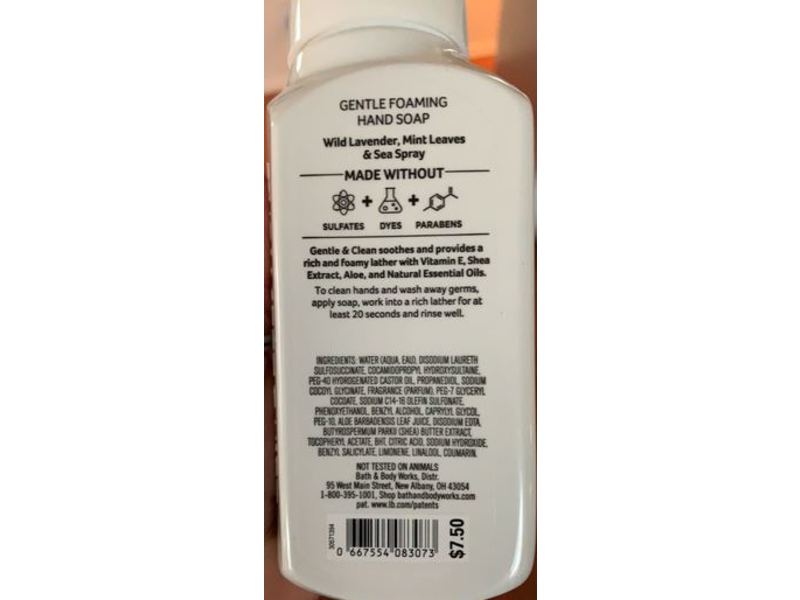 GENTLE FOAMING
HAND SOAP
Wild Lavender, Mint Leaves
& Sea Spray
MADE WITHOUT
+ +
SULFATES DYES PARABENS
Gentle & Clean soothes and provides a
rich and foamy lather with Vitamin E, Shea
Extract, Aloe, and Natural Essential Oils.
To clean hands and wash away germs,
apply soap, work into a rich lather for at
least 20 seconds and rinse well.
INGREDIENTS: WATER (AQUA, EAU), DISODIUM LAURETH
SULFOSUCCINATE, COCAMIDOPROPYL HYDROXYSULTAINE,
PEG-40 HYDROGENATED CASTOR OIL, PROPANEDIOL, SODIUM
COCOYL GLYCINATE, FRAGRANCE (PARFUM), PEG-7 GLYCERYL
COCOATE, SODIUM C14-16 OLEFIN SULFONATE,
PHENOXYETHANOL, BENZYL ALCOHOL, CAPRYLYL GLYCOL,
PEG-10, ALOE BARBADENSIS LEAF JUICE, DISODIUM EDTA,
BUTYROSPERMUM PARKII (SHEA) BUTTER EXTRACT,
TOCOPHERYL ACETATE, BHT, CITRIC ACID, SODIUM HYDROXIDE,
BENZYL SALICYLATE, LIMONENE, LINALOOL, COUMARIN.
NOT TESTED ON ANIMALS
Bath & Body Works, Distr.
95 West Main Street, New Albany, OH 43054
1-800-395-1001, Shop bathandbodyworks.com
pat. www.lb.com/patents
30571394
0 667554 083073
$7.50